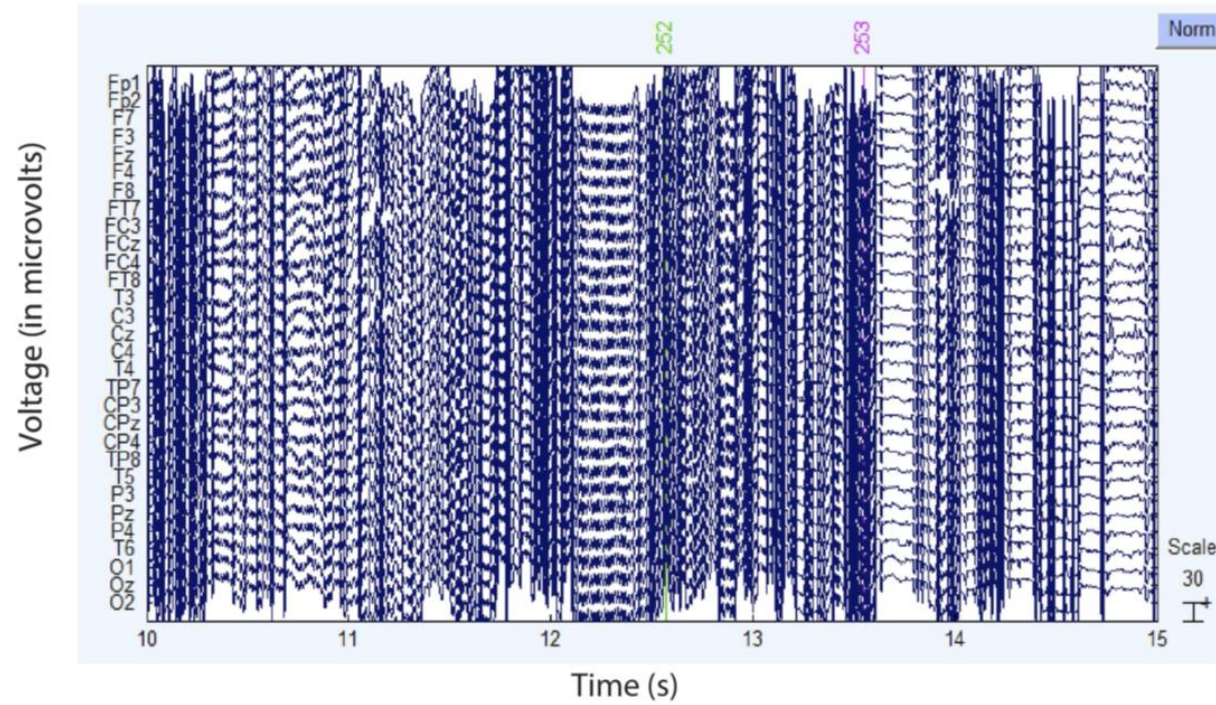 252
253
Norm
Voltage (in microvolts)
Fp1
Fp2
F7
F3
Fz
F4
F8
FT7
FC3
FCz
FC4
FT8
T3
C3
Cz
C4
T4
TP7
CP3
CPz
CP4
TP8
T5
P3
Pz
P4
T6
O1
Oz
O2
Scale
30
10
11
12
13
14
15
Time (s)